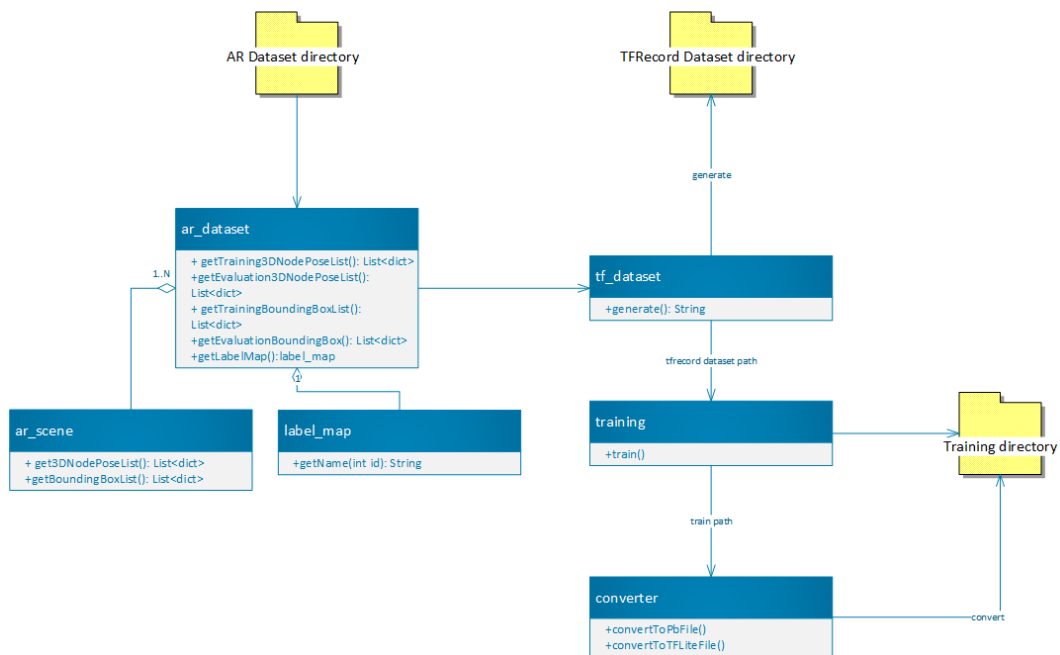 AR Dataset directory
TFRecord Dataset directory
generate
ar_dataset
+ getTraining3DNodePoseList(): List<dict>
+getEvaluation3DNodePoseList():
List<dict>
+ getTrainingBoundingBoxList():
List<dict>
+getEvaluationBoundingBox(): List<dict>
+getLabelMap():label_map
1..N
1
tf_dataset
+generate(): String
tfrecord dataset path
ar_scene
+ get3DNodePoseList(): List<dict>
+getBoundingBoxList(): List<dict>
label_map
+getName(int id): String
training
+train()
Training directory
train path
converter
+convertToPbFile()
+convertToTFLiteFile()
convert